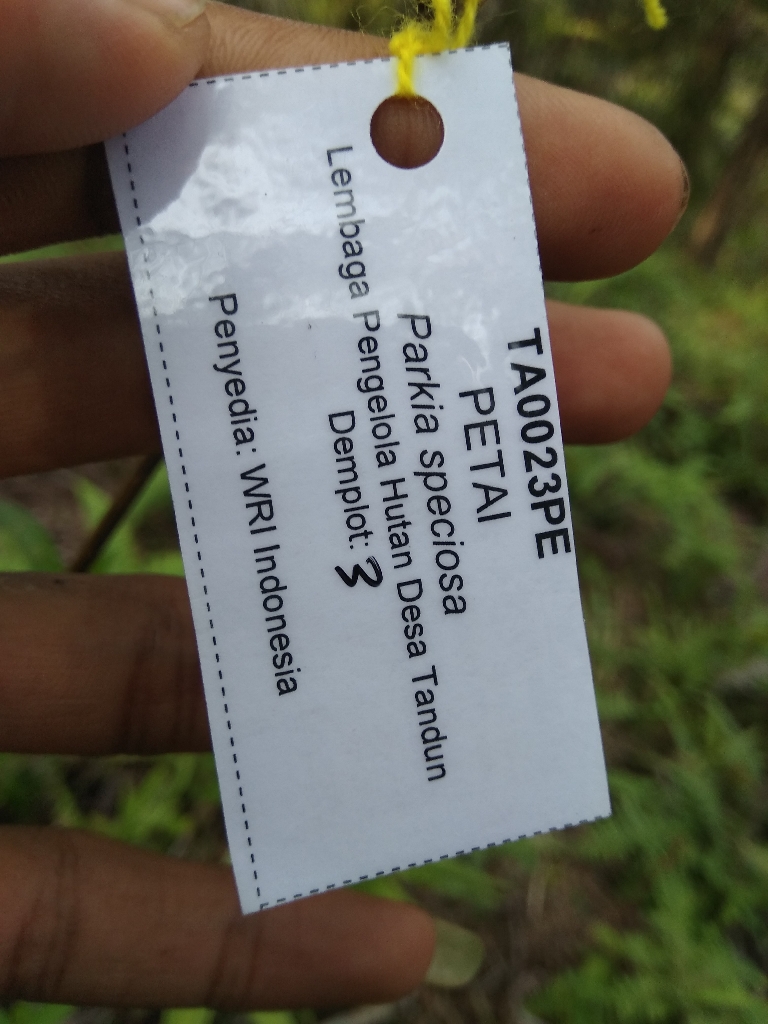 TA0023PE
PETAI
Parkia speciosa
Lembaga Pengelola Hutan Desa Tandun
Demplot: 3
Penyedia: WRI Indonesia